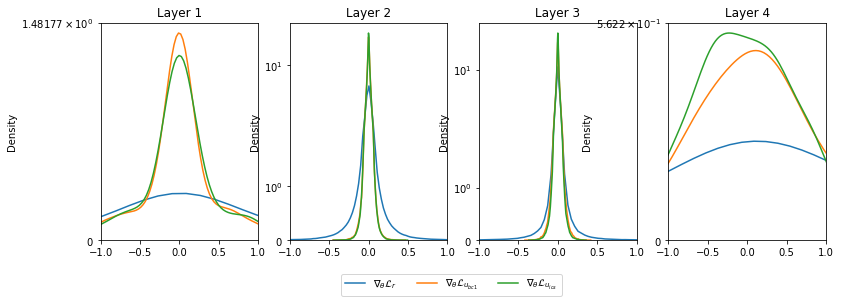 Layer 1
Layer 2
Layer 3
Layer 4
1.48177 × 10⁰
10¹
10¹
5.622 × 10⁻¹
Density
Density
Density
Density
10⁰
10⁰
0
0
0
0
−1.0 −0.5 0.0 0.5 1.0
−1.0 −0.5 0.0 0.5 1.0
−1.0 −0.5 0.0 0.5 1.0
−1.0 −0.5 0.0 0.5 1.0
∇θℒr
∇θℒu_bc1
∇θℒu_ics